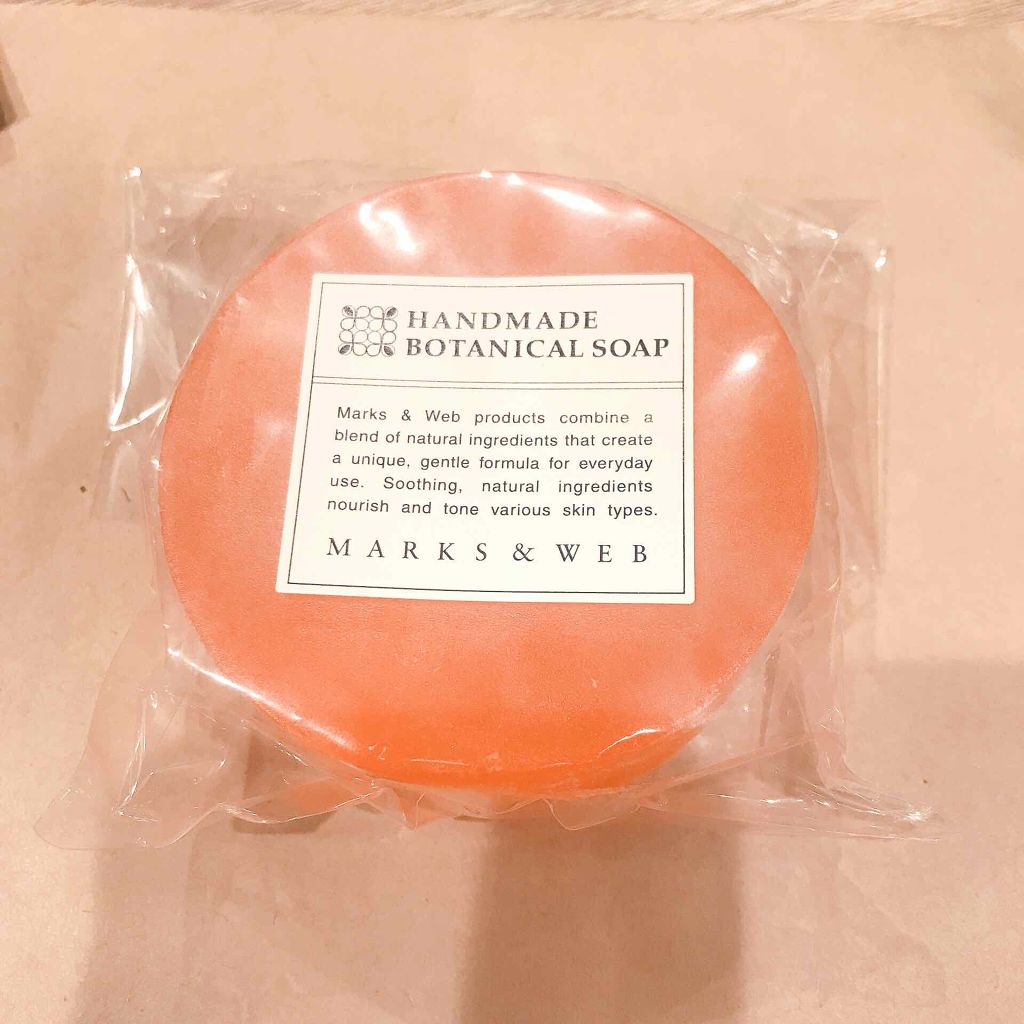 HANDMADE
BOTANICAL SOAP
Marks & Web products combine a
blend of natural ingredients that create
a unique, gentle formula for everyday
use. Soothing, natural ingredients
nourish and tone various skin types.
MARKS & WEB